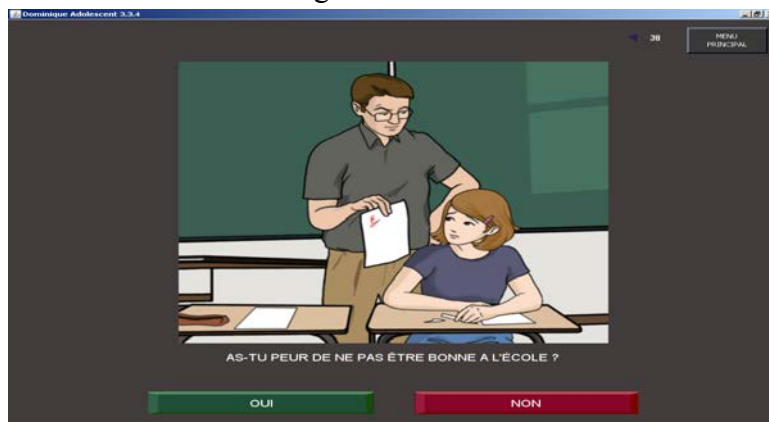 Dominique Adolescent 3.3.4
38
MENU
PRINCIPAL
AS-TU PEUR DE NE PAS ÊTRE BONNE A L'ÉCOLE ?
OUI
NON